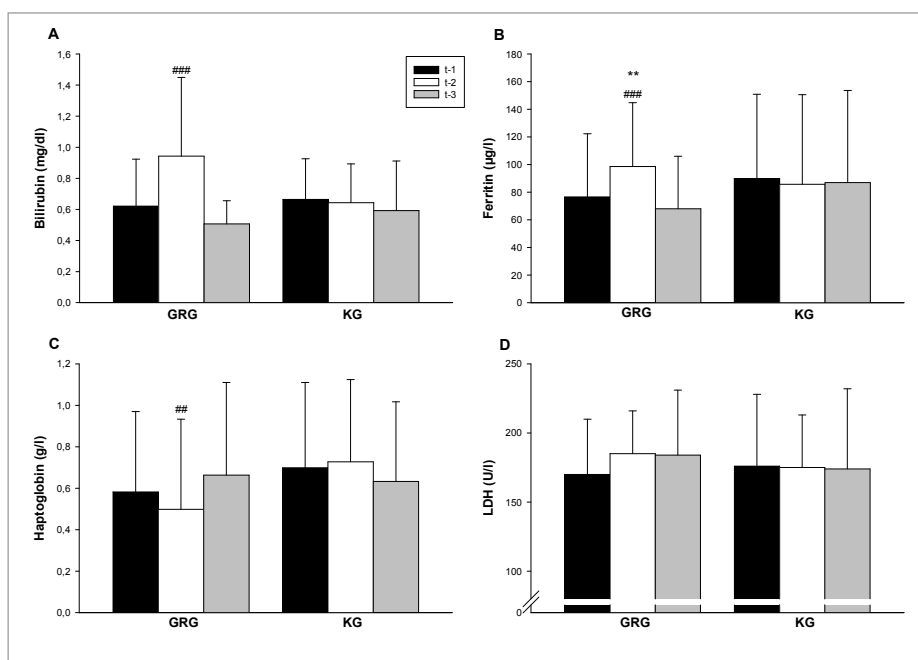 A
Bilirubin (mg/dl)
1,6
1,4
1,2
1,0
0,8
0,6
0,4
0,2
0,0
###
GRG
KG
t-1
t-2
t-3
B
Ferritin (µg/l)
180
160
140
120
100
80
60
40
20
0
**
###
GRG
KG
C
Haptoglobin (g/l)
1,2
1,0
0,8
0,6
0,4
0,2
0,0
##
GRG
KG
D
LDH (U/l)
250
200
150
100
0
GRG
KG